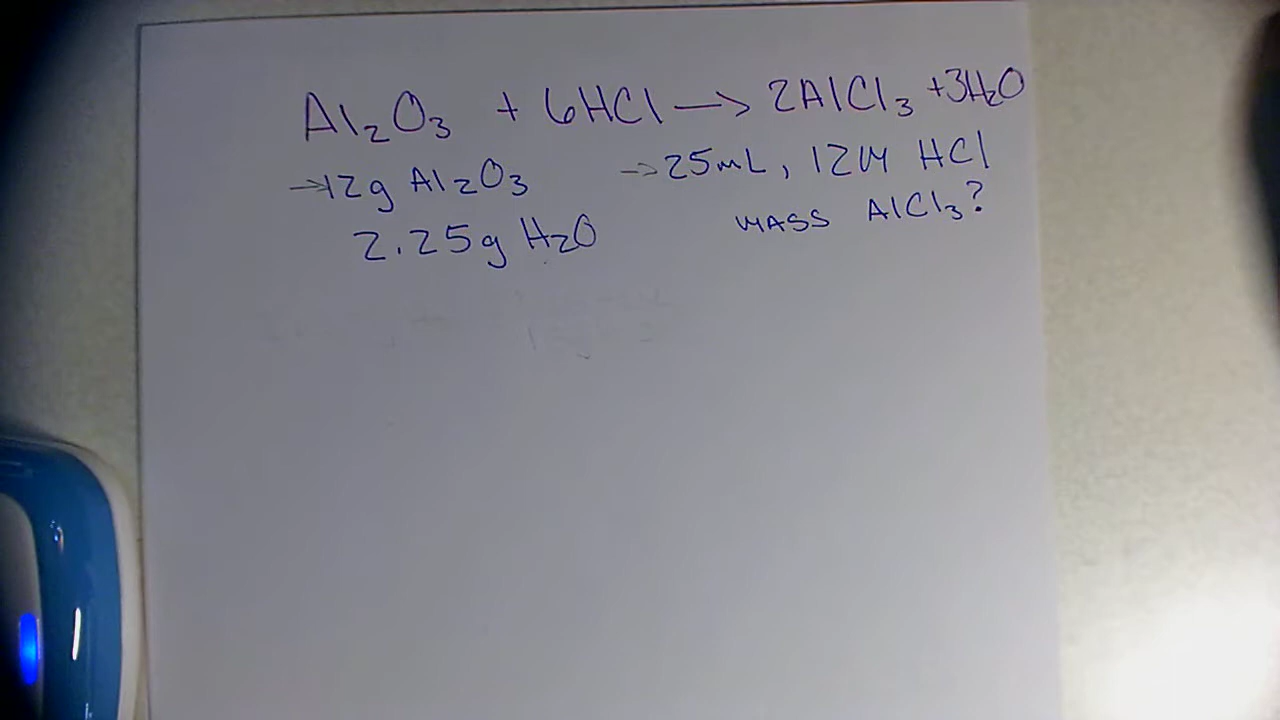 Al₂O₃ + 6HCl → 2AlCl₃ + 3H₂O
→12g Al₂O₃ →25mL, 12M HCl
2.25g H₂O MASS AlCl₃?